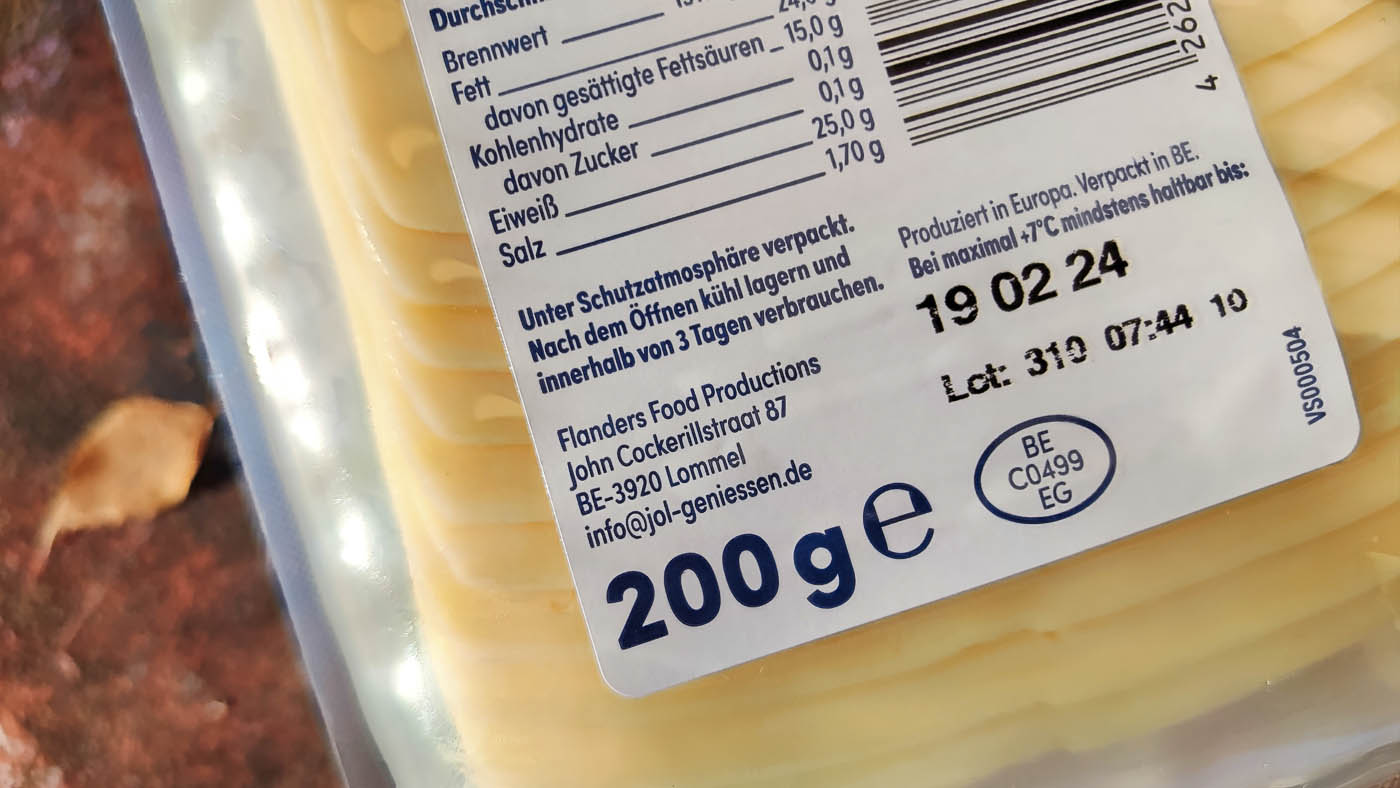 Brennwert
Fett
davon gesättigte Fettsäuren 15,0 g
Kohlenhydrate 0,1 g
davon Zucker 0,1 g
Eiweiß 25,0 g
Salz 1,70 g
Unter Schutzatmosphäre verpackt.
Nach dem Öffnen kühl lagern und
innerhalb von 3 Tagen verbrauchen.
Flanders Food Productions
John Cockerillstraat 87
BE-3920 Lommel
info@jol-geniessen.de
200g e
4 262
Produziert in Europa. Verpackt in BE.
Bei maximal +7°C mindstens haltbar bis:
19 02 24
Lot: 310 07:44 10
BE
C0499
EG
VS000504